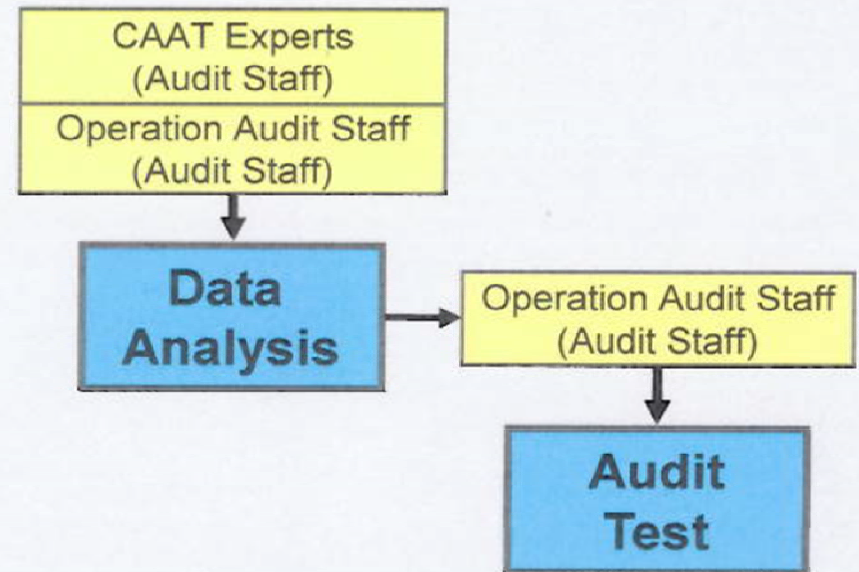 CAAT Experts
(Audit Staff)
Operation Audit Staff
(Audit Staff)
Data
Analysis
Operation Audit Staff
(Audit Staff)
Audit
Test